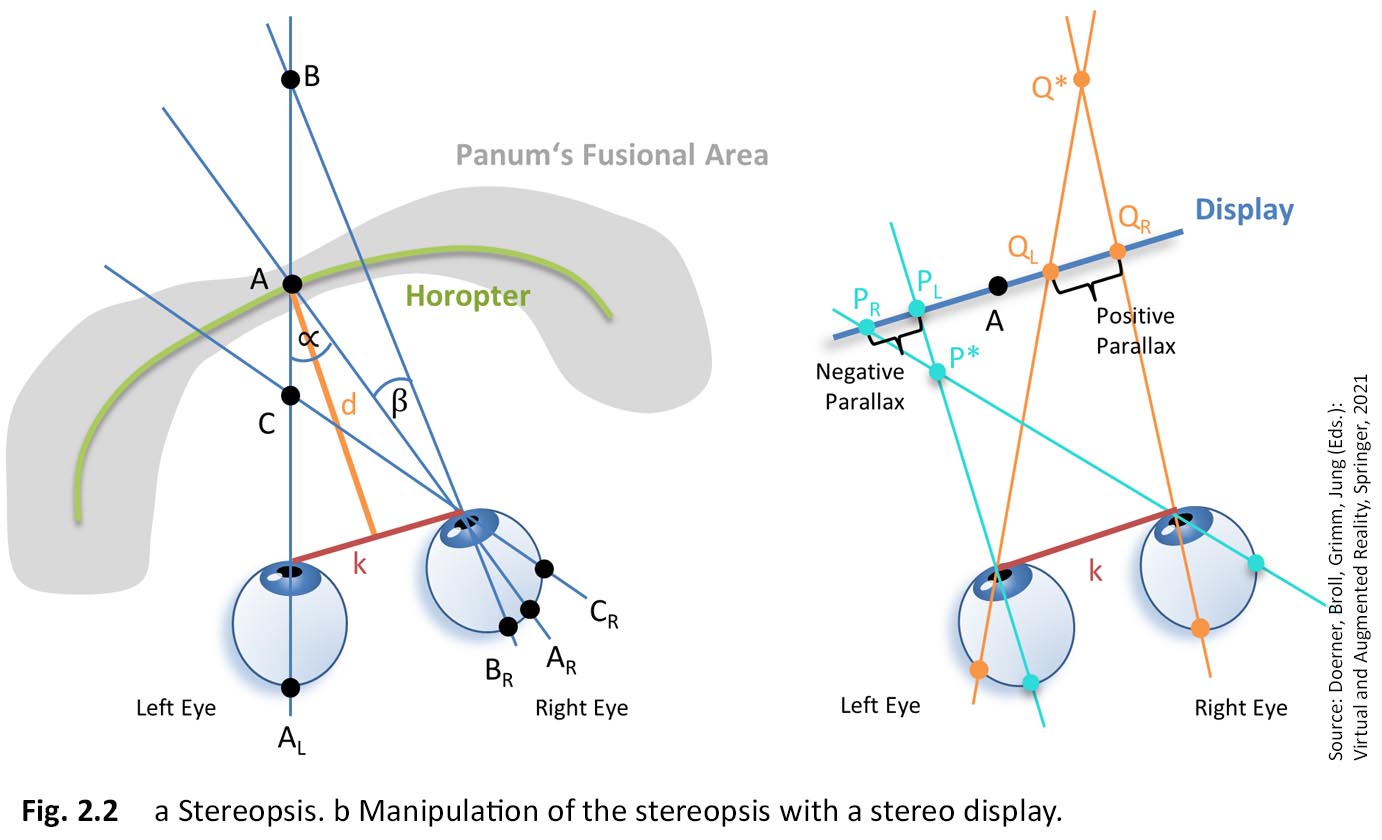 B
Panum‘s Fusional Area
A
Horopter
α
C
d
β
k
C_R
A_R
B_R
Left Eye
Right Eye
A_L
Q*
Display
Q_R
Q_L
P_L
P_R
A
Positive
Parallax
P*
Negative
Parallax
k
Left Eye
Right Eye
Source: Doerner, Broll, Grimm, Jung (Eds.):
Virtual and Augmented Reality, Springer, 2021
Fig. 2.2 a Stereopsis. b Manipulation of the stereopsis with a stereo display.